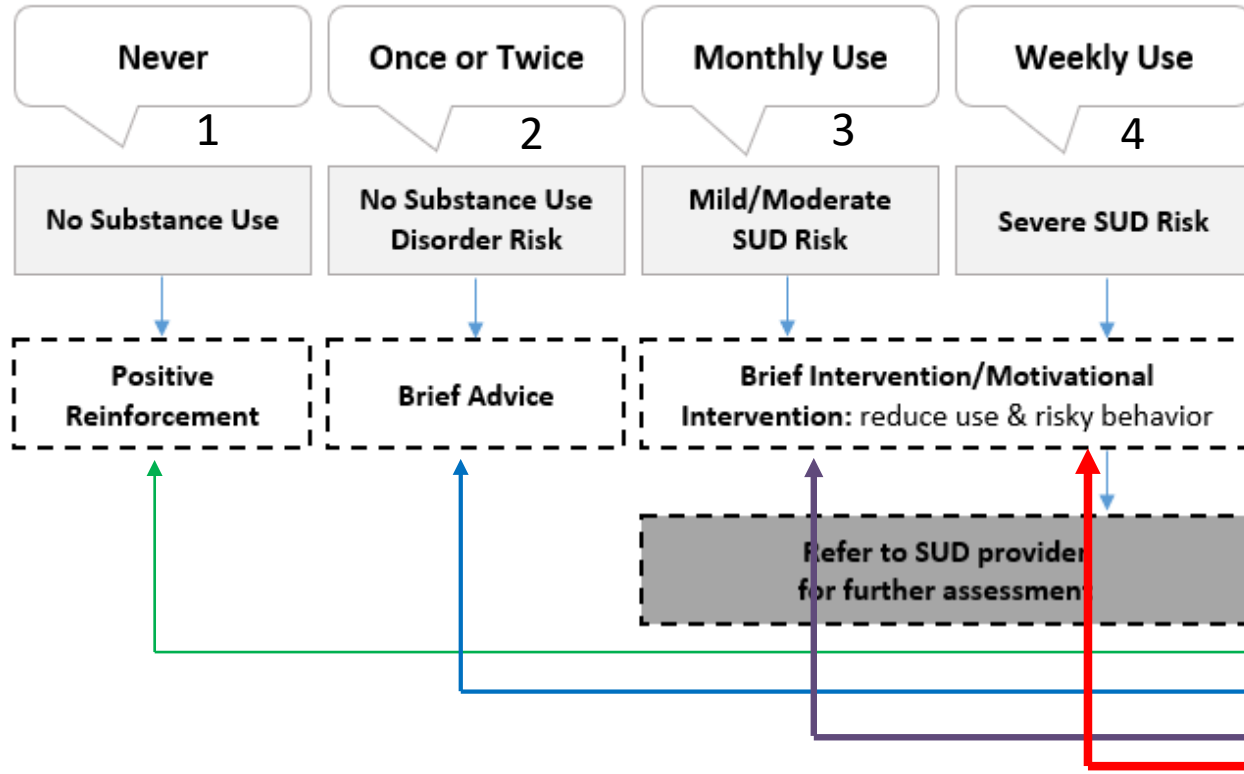 Never
Once or Twice
Monthly Use
Weekly Use
1
2
3
4
No Substance Use
No Substance Use
Disorder Risk
Mild/Moderate
SUD Risk
Severe SUD Risk
Positive
Reinforcement
Brief Advice
Brief Intervention/Motivational
Intervention: reduce use & risky behavior
Refer to SUD provider
for further assessment